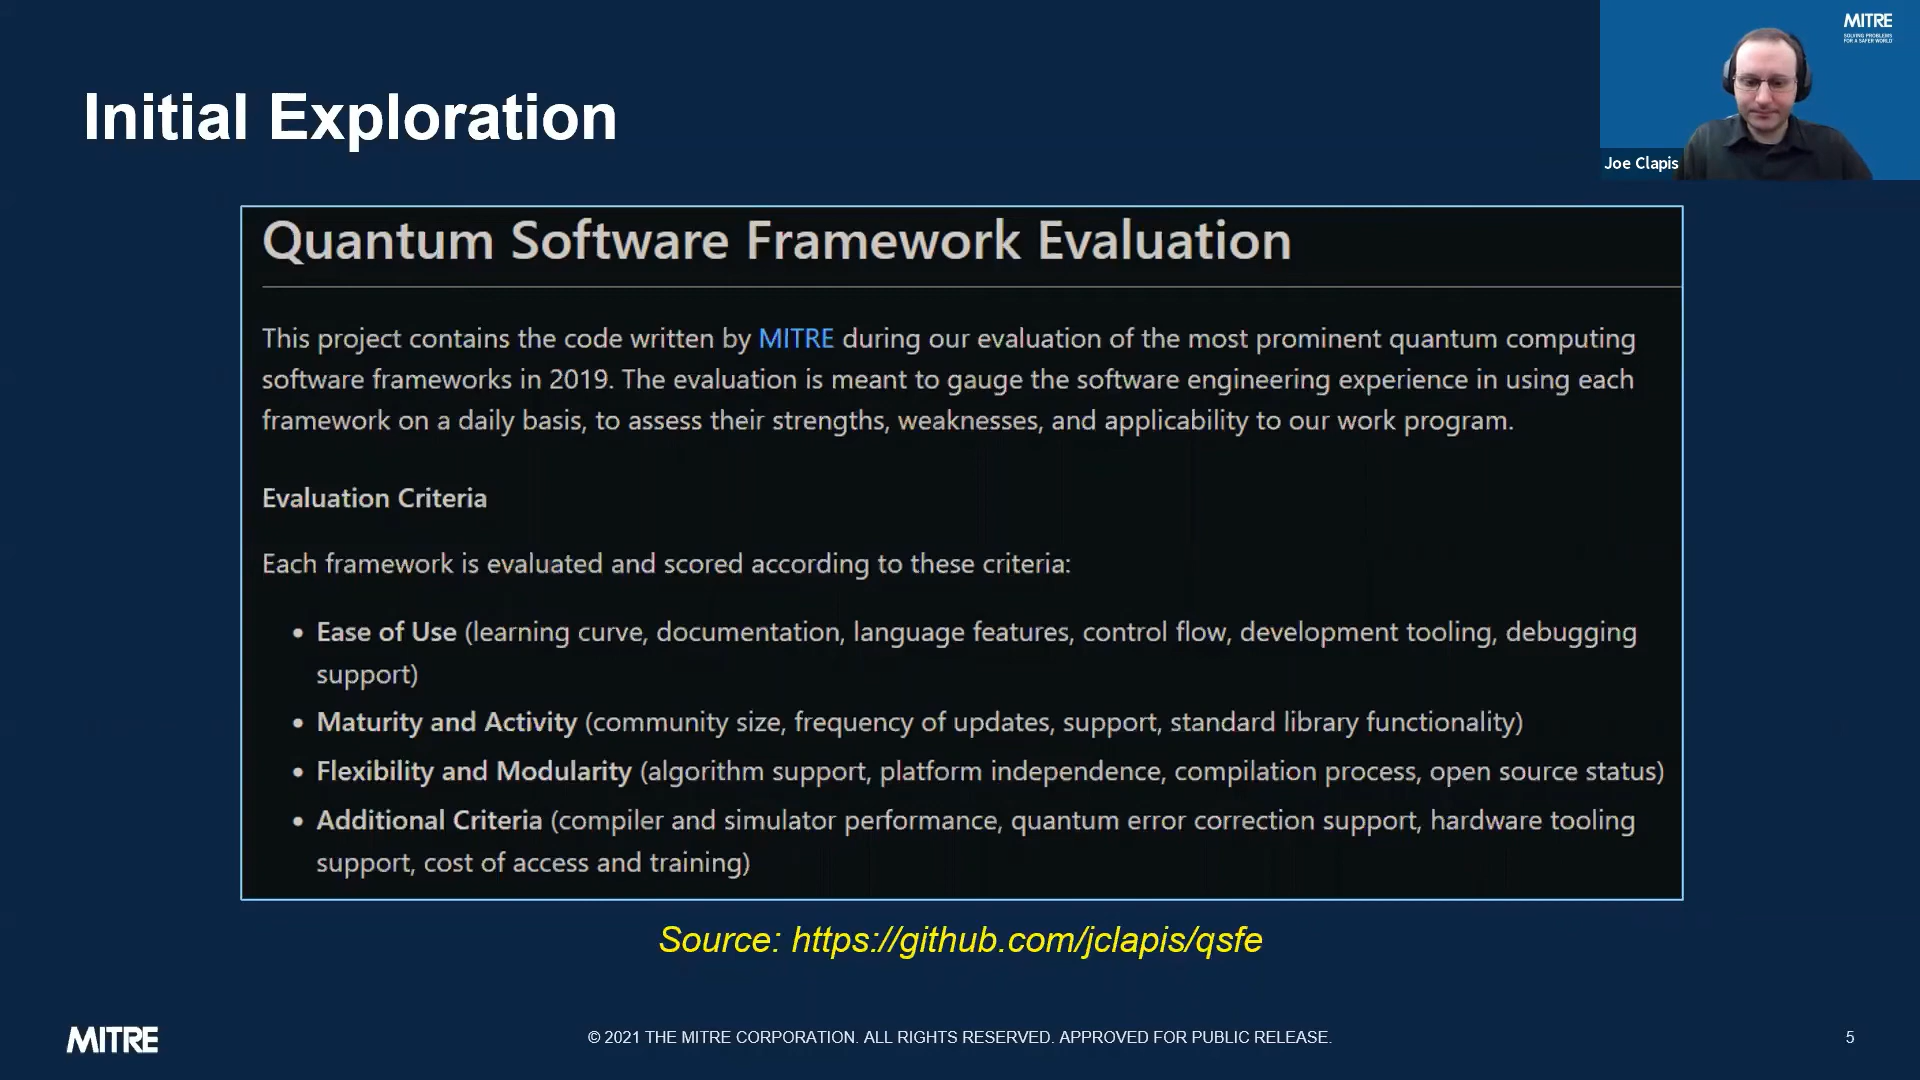 MITRE
SOLVING PROBLEMS
FOR A SAFER WORLD
Initial Exploration
Joe Clapis
Quantum Software Framework Evaluation
This project contains the code written by MITRE during our evaluation of the most prominent quantum computing
software frameworks in 2019. The evaluation is meant to gauge the software engineering experience in using each
framework on a daily basis, to assess their strengths, weaknesses, and applicability to our work program.
Evaluation Criteria
Each framework is evaluated and scored according to these criteria:
• Ease of Use (learning curve, documentation, language features, control flow, development tooling, debugging
support)
• Maturity and Activity (community size, frequency of updates, support, standard library functionality)
• Flexibility and Modularity (algorithm support, platform independence, compilation process, open source status)
• Additional Criteria (compiler and simulator performance, quantum error correction support, hardware tooling
support, cost of access and training)
Source: https://github.com/jclapis/qsfe
MITRE
© 2021 THE MITRE CORPORATION. ALL RIGHTS RESERVED. APPROVED FOR PUBLIC RELEASE.
5